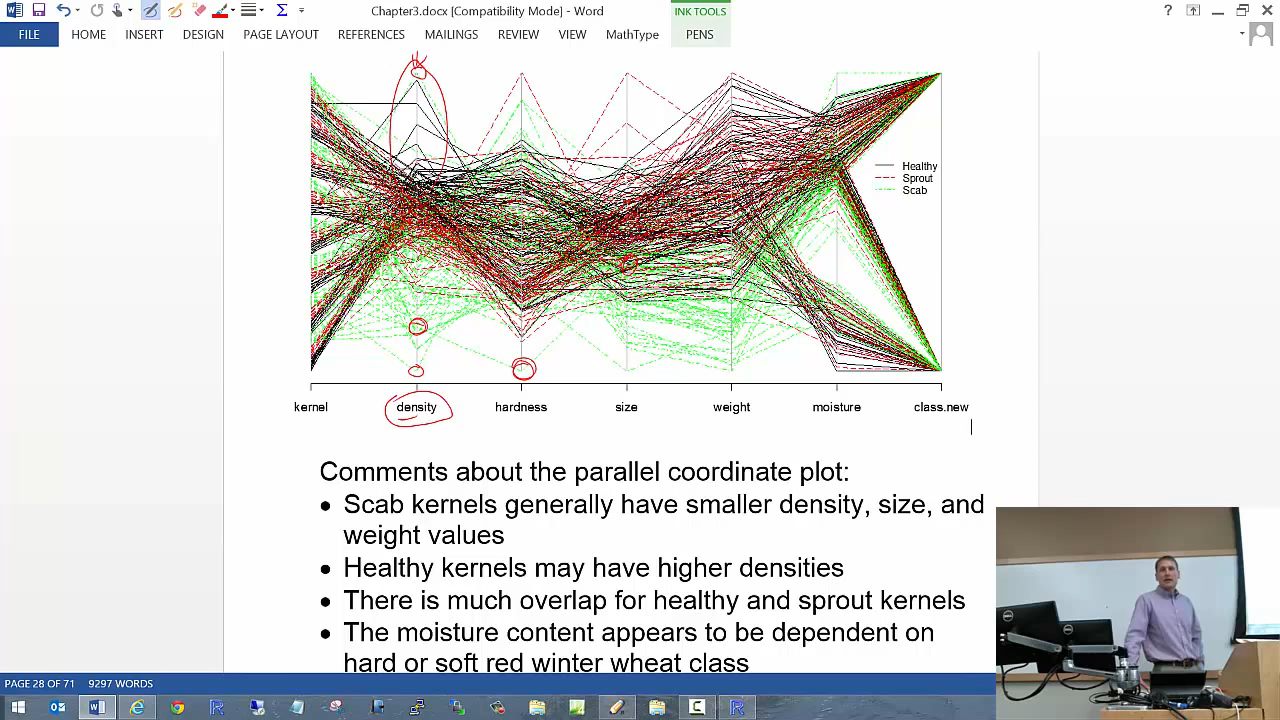 Chapter3.docx [Compatibility Mode] - Word
INK TOOLS
FILE HOME INSERT DESIGN PAGE LAYOUT REFERENCES MAILINGS REVIEW VIEW MathType PENS
Healthy
Sprout
Scab
kernel density hardness size weight moisture class.new
Comments about the parallel coordinate plot:
• Scab kernels generally have smaller density, size, and
weight values
• Healthy kernels may have higher densities
• There is much overlap for healthy and sprout kernels
• The moisture content appears to be dependent on
hard or soft red winter wheat class
PAGE 28 OF 71 9297 WORDS